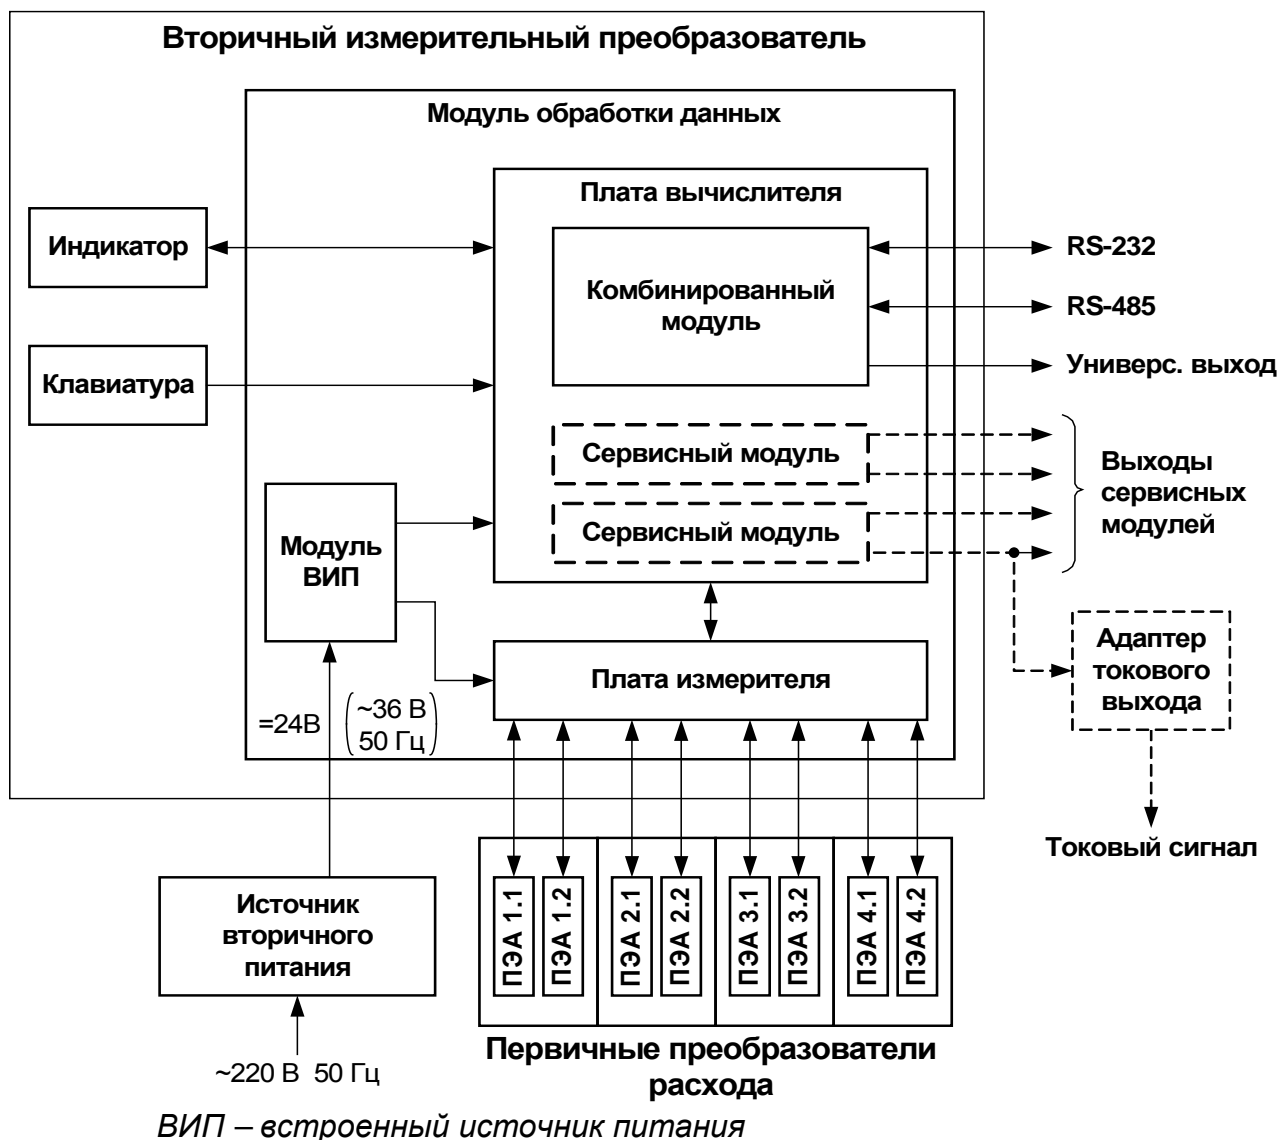 Вторичный измерительный преобразователь
Модуль обработки данных
Плата вычислителя
Индикатор
Комбинированный
модуль
RS-232
RS-485
Универс. выход
Клавиатура
Сервисный модуль
Сервисный модуль
Выходы
сервисных
модулей
Модуль
ВИП
Плата измерителя
Адаптер
токового
выхода
=24В
~36 В
50 Гц
Токовый сигнал
Источник
вторичного
питания
ПЭА 1.1
ПЭА 1.2
ПЭА 2.1
ПЭА 2.2
ПЭА 3.1
ПЭА 3.2
ПЭА 4.1
ПЭА 4.2
Первичные преобразователи
расхода
~220 В 50 Гц
ВИП – встроенный источник питания